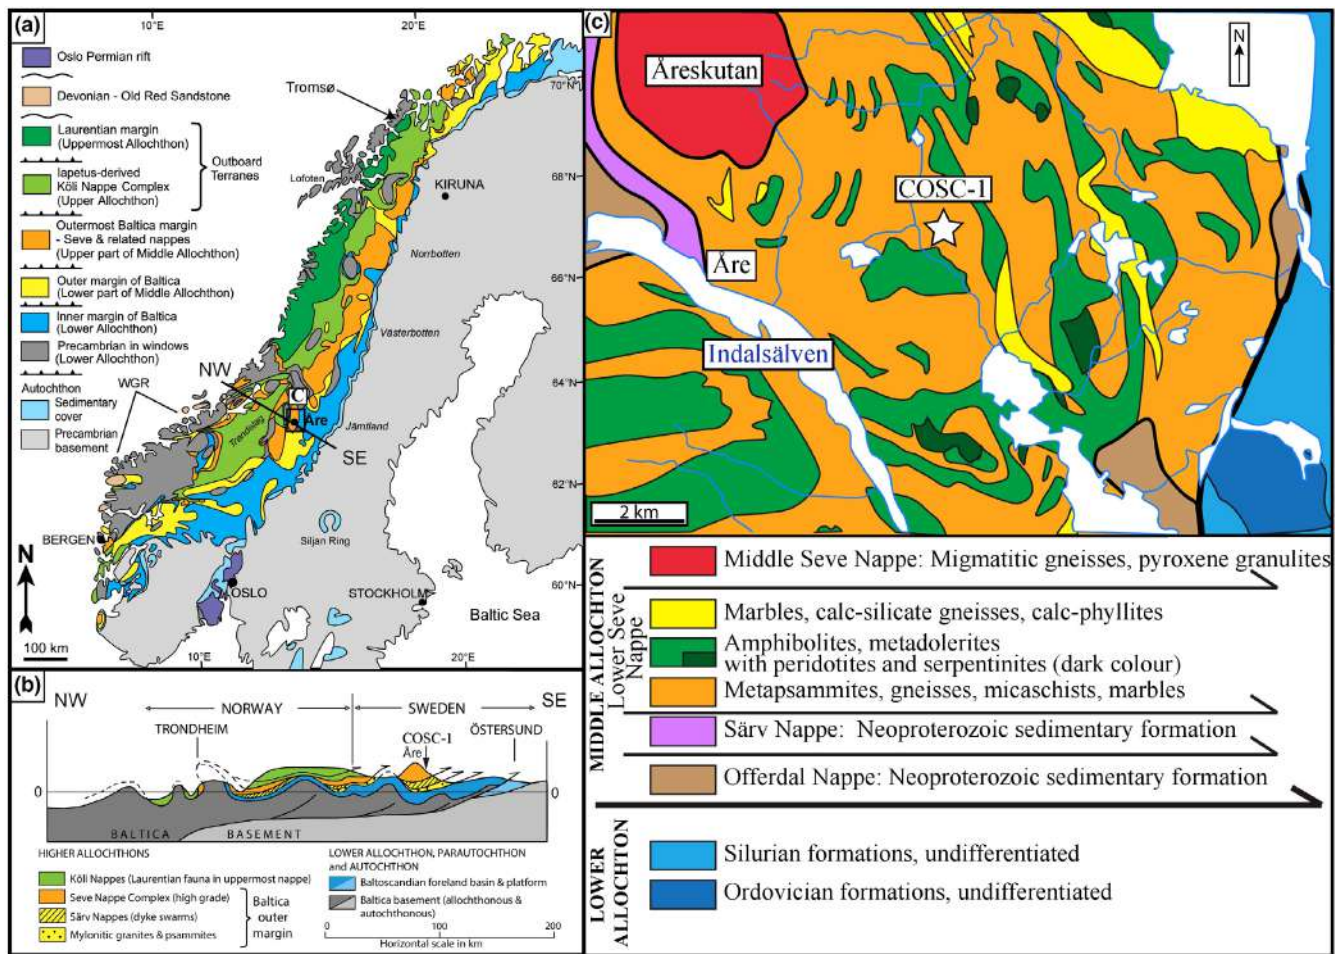 (a)
10°E
20°E
Oslo Permian rift
Devonian - Old Red Sandstone
Laurentian margin
(Uppermost Allochthon)
Iapetus-derived
Köli Nappe Complex
(Upper Allochthon)
Outboard
Terranes
Outermost Baltica margin
- Seve & related nappes
(Upper part of Middle Allochthon)
Outer margin of Baltica
(Lower part of Middle Allochthon)
Inner margin of Baltica
(Lower Allochthon)
Precambrian in windows
(Lower Allochthon)
Autochthon
Sedimentary
cover
Precambrian
basement
Tromsø
Lofoten
KIRUNA
Norrbotten
Västerbotten
NW
WGR
C
Åre
Trøndelag
Jämtland
SE
BERGEN
Siljan Ring
OSLO
STOCKHOLM
Baltic Sea
70°N
68°N
66°N
64°N
62°N
60°N
N
100 km
10°E
20°E
(b)
NW
SE
NORWAY
SWEDEN
TRONDHEIM
COSC-1
Åre
ÖSTERSUND
0
0
BALTICA
BASEMENT
HIGHER ALLOCHTHONS
Köli Nappes (Laurentian fauna in uppermost nappe)
Seve Nappe Complex (high grade)
Särv Nappes (dyke swarms)
Mylonitic granites & psammites
Baltica
outer
margin
LOWER ALLOCHTHON, PARAUTOCHTHON
and AUTOCHTHON
Baltoscandian foreland basin & platform
Baltica basement (allochthonous &
autochthonous)
0
100
200
Horizontal scale in km
(c)
N
Åreskutan
COSC-1
Åre
Indalsälven
2 km
MIDDLE ALLOCHTON
Lower Seve
Nappe
Middle Seve Nappe: Migmatitic gneisses, pyroxene granulites
Marbles, calc-silicate gneisses, calc-phyllites
Amphibolites, metadolerites
with peridotites and serpentinites (dark colour)
Metapsammites, gneisses, micaschists, marbles
Särv Nappe: Neoproterozoic sedimentary formation
Offerdal Nappe: Neoproterozoic sedimentary formation
LOWER
ALLOCHTON
Silurian formations, undifferentiated
Ordovician formations, undifferentiated